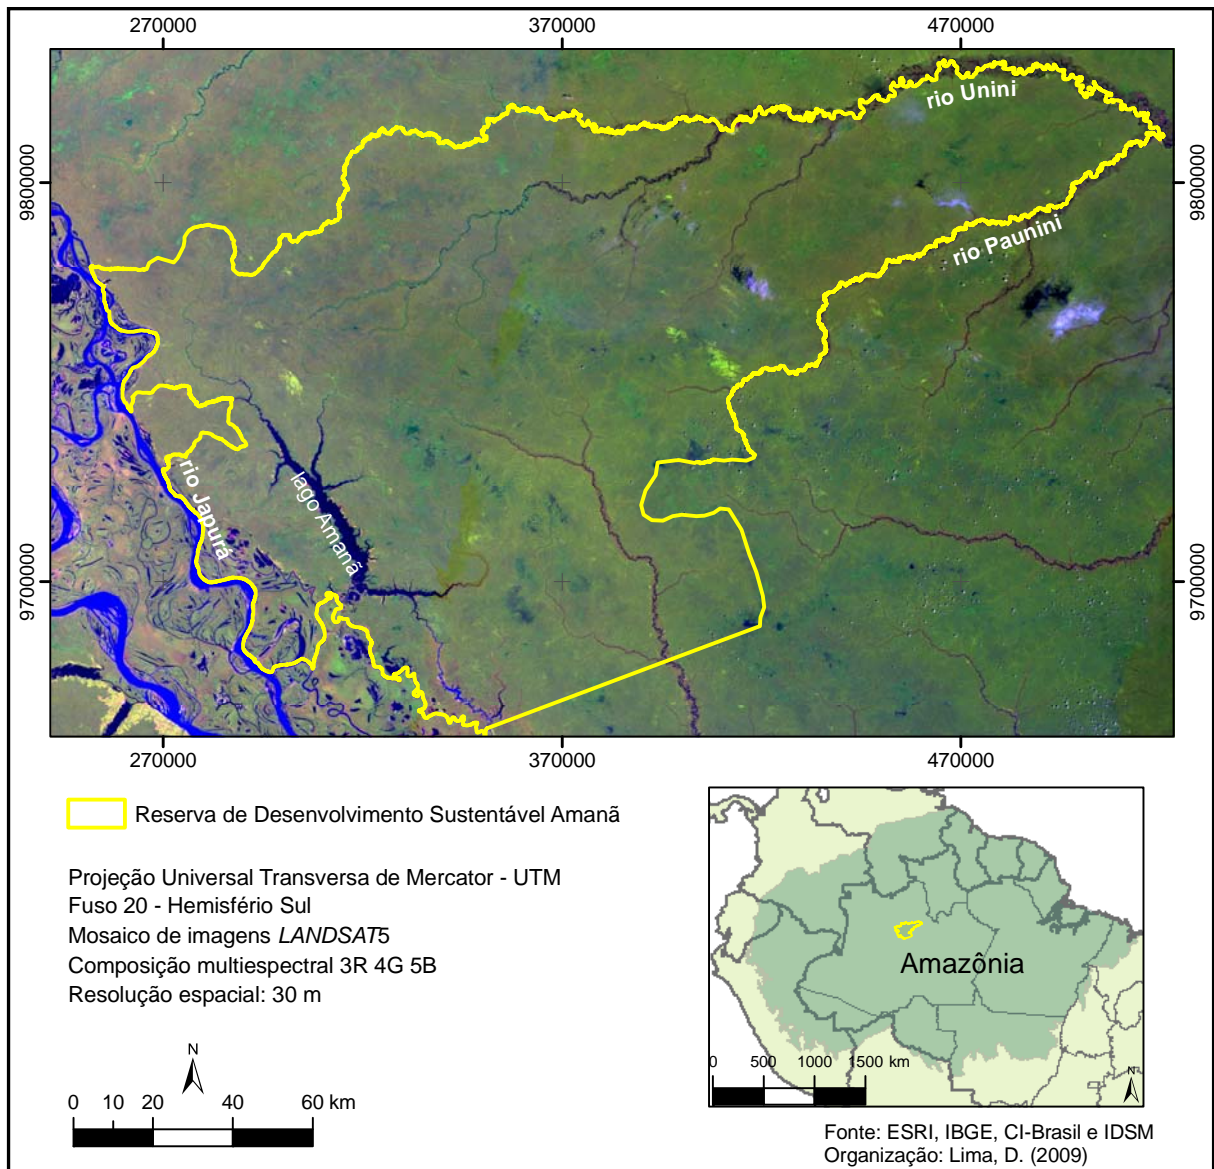 270000
370000
470000
9800000
9800000
rio Unini
rio Paunini
rio Japurá
lago Amanã
9700000
9700000
270000
370000
470000
Reserva de Desenvolvimento Sustentável Amanã
Projeção Universal Transversa de Mercator - UTM
Fuso 20 - Hemisfério Sul
Mosaico de imagens LANDSAT5
Composição multiespectral 3R 4G 5B
Resolução espacial: 30 m
N
0 10 20 40 60 km
Amazônia
0 500 1000 1500 km
N
Fonte: ESRI, IBGE, CI-Brasil e IDSM
Organização: Lima, D. (2009)